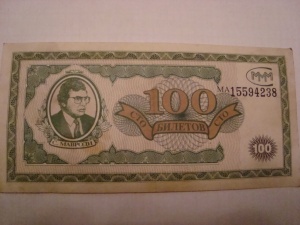 МММ
МА 15594238
100
СТО СТО
БИЛЕТОВ
С. МАВРОДИ
100